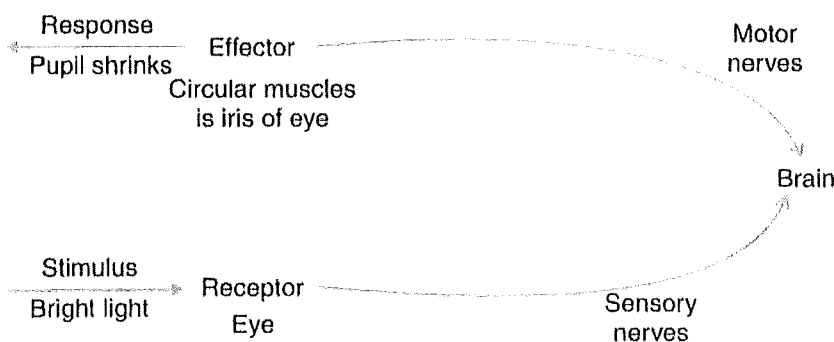 Response
Pupil shrinks
Effector
Circular muscles
is iris of eye
Motor
nerves
Brain
Stimulus
Bright light
Receptor
Eye
Sensory
nerves